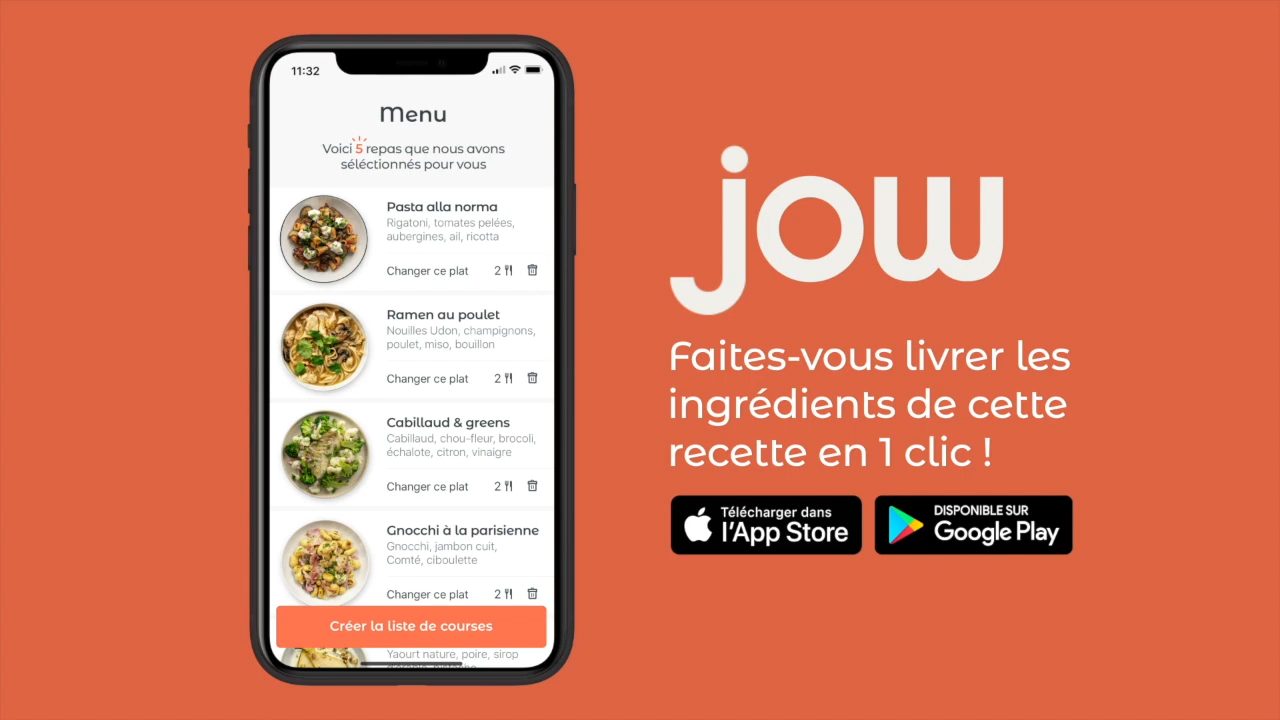 11:32
Menu
Voici 5 repas que nous avons
séléctionnés pour vous
Pasta alla norma
Rigatoni, tomates pelées,
aubergines, ail, ricotta
Changer ce plat 2
Ramen au poulet
Nouilles Udon, champignons,
poulet, miso, bouillon
Changer ce plat 2
Cabillaud & greens
Cabillaud, chou-fleur, brocoli,
échalote, citron, vinaigre
Changer ce plat 2
Gnocchi à la parisienne
Gnocchi, jambon cuit,
Comté, ciboulette
Changer ce plat 2
Créer la liste de courses
Yaourt nature, poire, sirop
jow
Faites-vous livrer les
ingrédients de cette
recette en 1 clic !
Télécharger dans
l'App Store
DISPONIBLE SUR
Google Play